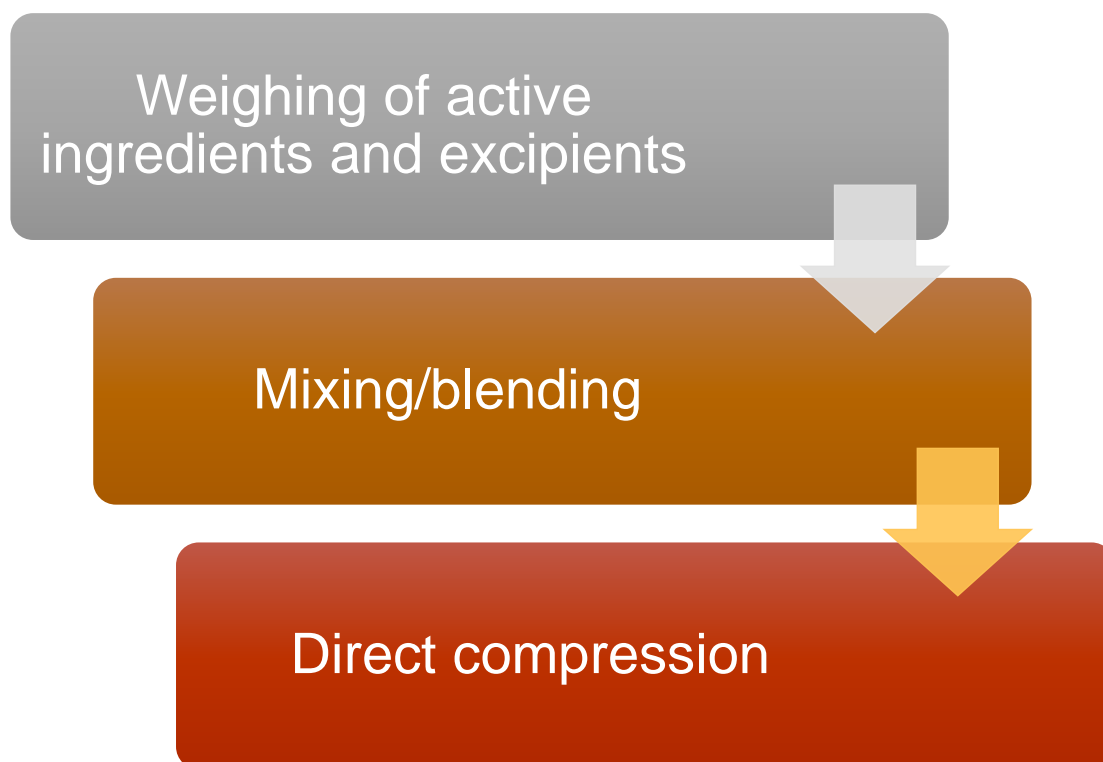 Weighing of active
ingredients and excipients
Mixing/blending
Direct compression